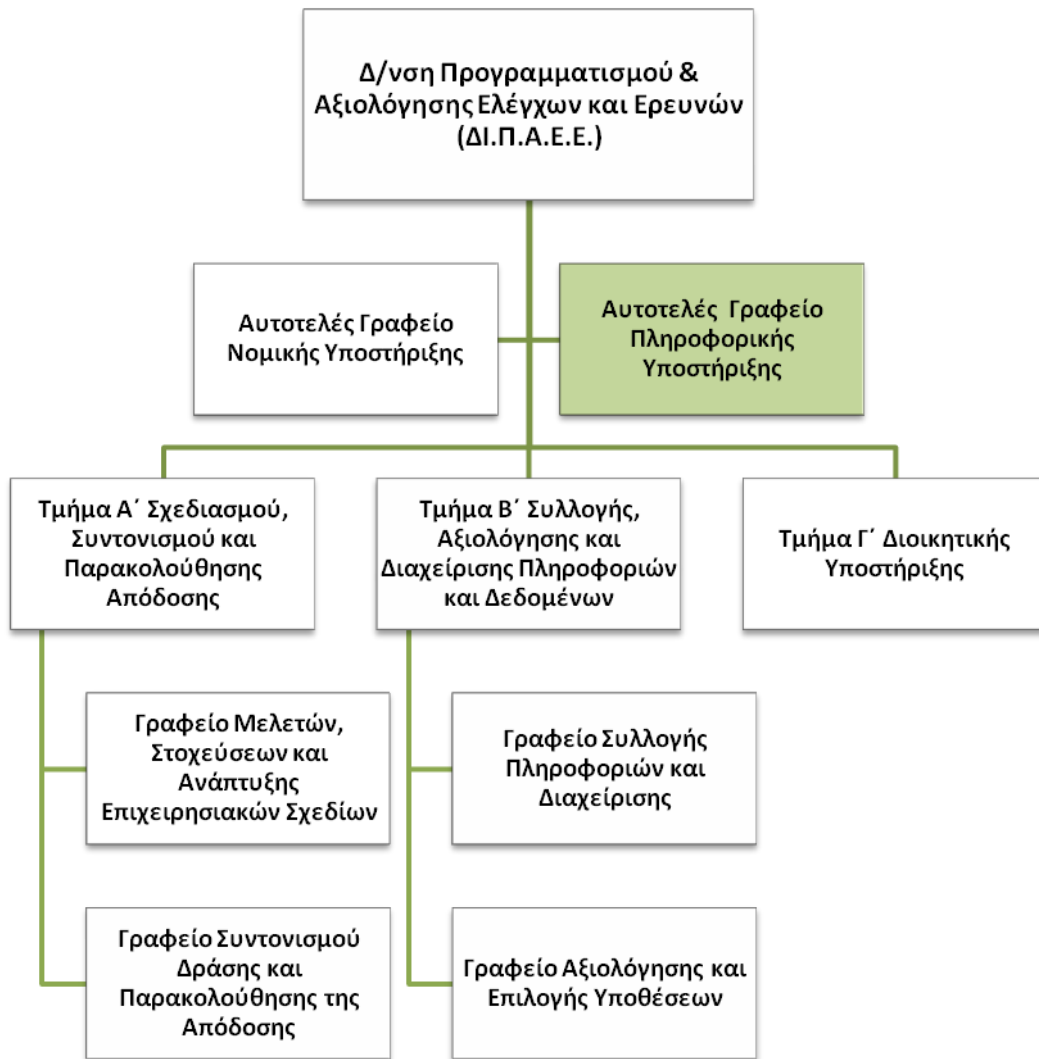 Δ/νση Προγραμματισμού &
Αξιολόγησης Ελέγχων και Ερευνών
(ΔΙ.Π.Α.Ε.Ε.)
Αυτοτελές Γραφείο
Νομικής Υποστήριξης
Αυτοτελές Γραφείο
Πληροφορικής
Υποστήριξης
Τμήμα Α΄ Σχεδιασμού,
Συντονισμού και
Παρακολούθησης
Απόδοσης
Τμήμα Β΄ Συλλογής,
Αξιολόγησης και
Διαχείρισης Πληροφοριών
και Δεδομένων
Τμήμα Γ΄ Διοικητικής
Υποστήριξης
Γραφείο Μελετών,
Στοχεύσεων και
Ανάπτυξης
Επιχειρησιακών Σχεδίων
Γραφείο Συλλογής
Πληροφοριών και
Διαχείρισης
Γραφείο Συντονισμού
Δράσης και
Παρακολούθησης της
Απόδοσης
Γραφείο Αξιολόγησης και
Επιλογής Υποθέσεων